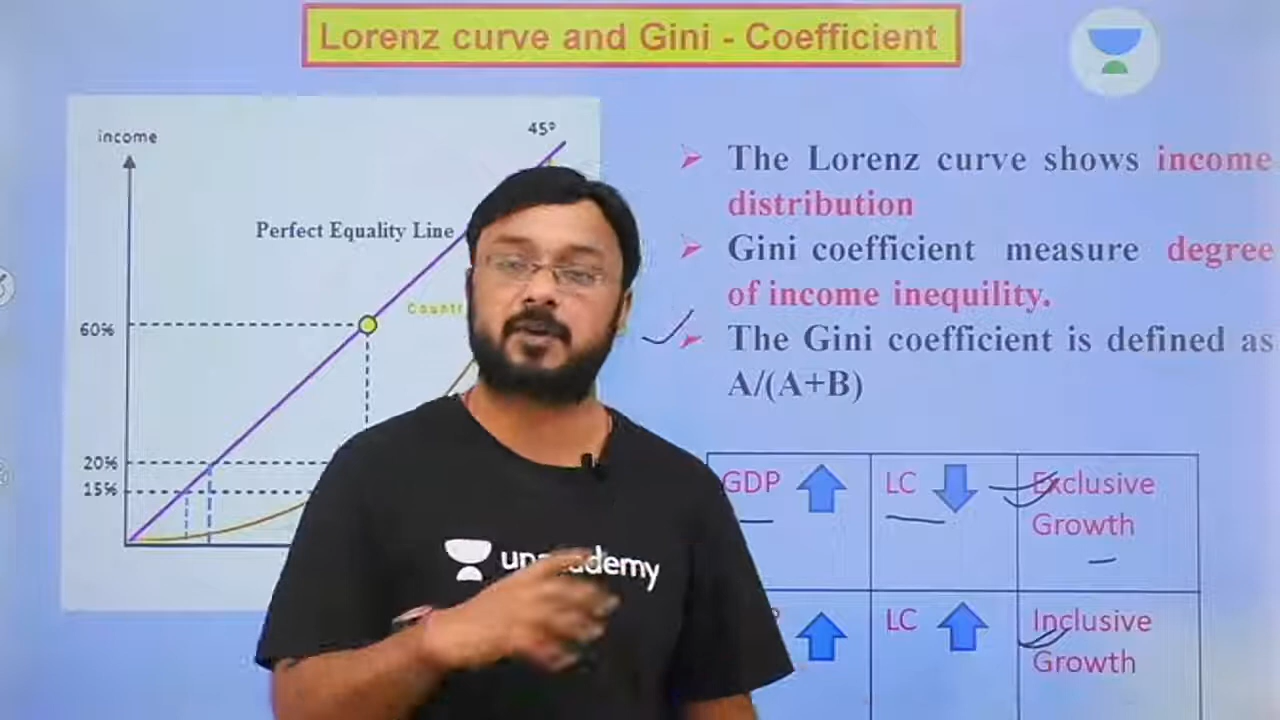 Lorenz curve and Gini - Coefficient
income
45°
Perfect Equality Line
60%
20%
15%
The Lorenz curve shows income
distribution
Gini coefficient measure degree
of income inequility.
The Gini coefficient is defined as
A/(A+B)
GDP
LC
Exclusive
Growth
LC
Inclusive
Growth